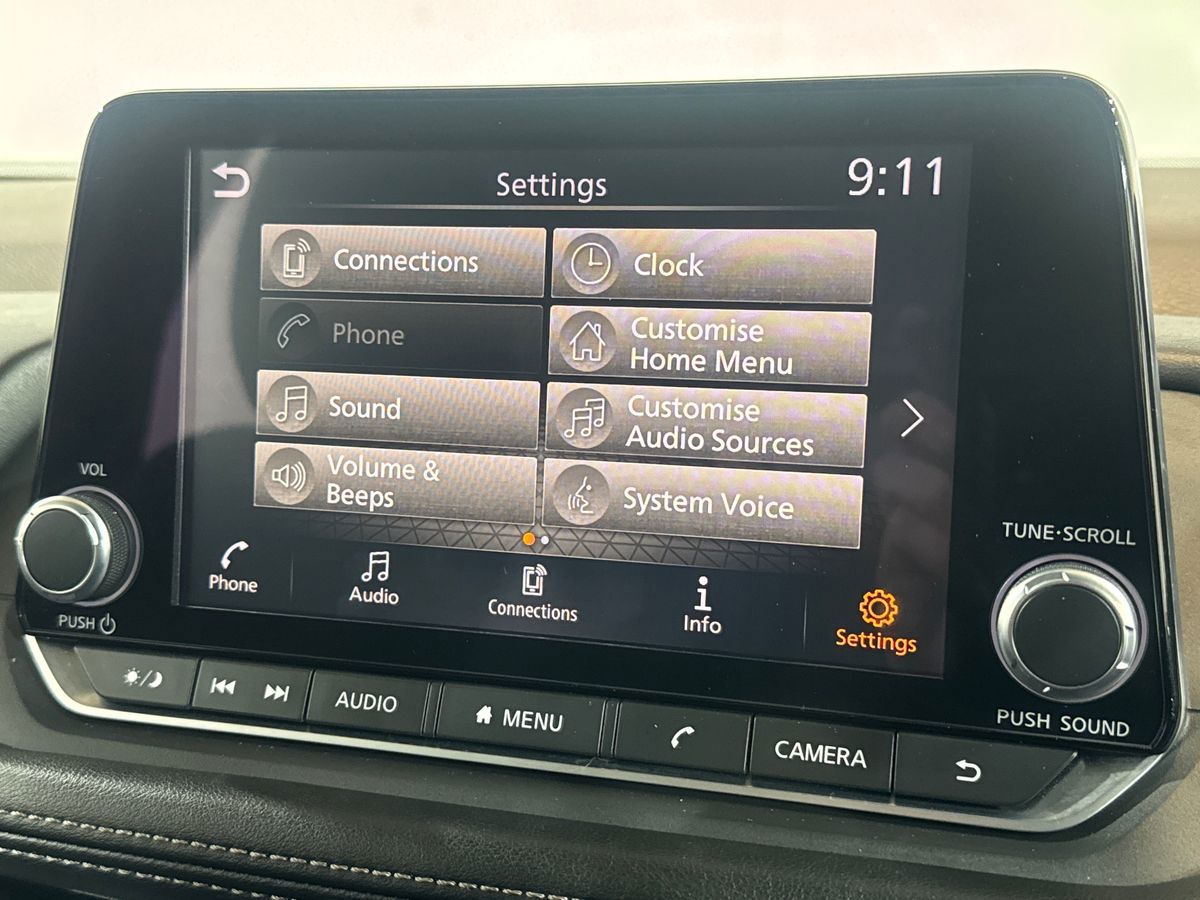 Settings
9:11
Connections
Clock
Phone
Customise
Home Menu
Sound
Customise
Audio Sources
Volume &
Beeps
System Voice
Phone
Audio
Connections
Info
Settings
VOL
PUSH
TUNE·SCROLL
PUSH SOUND
AUDIO
MENU
CAMERA